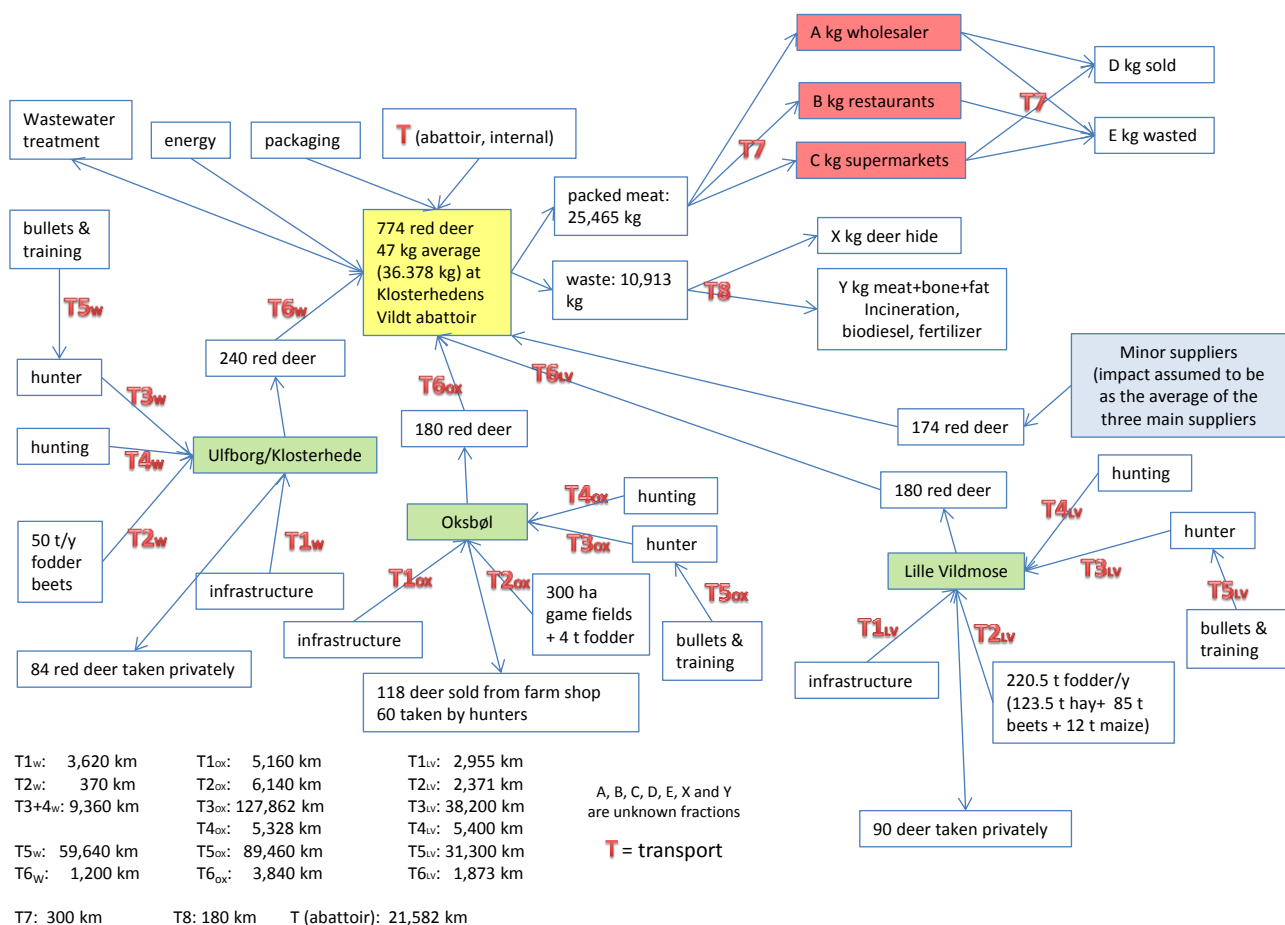 A kg wholesaler
D kg sold
T7
B kg restaurants
E kg wasted
T7
C kg supermarkets
Wastewater
treatment
energy
packaging
T (abattoir, internal)
packed meat:
25,465 kg
bullets &
training
774 red deer
47 kg average
(36.378 kg) at
Klosterhedens
Vildt abattoir
X kg deer hide
waste: 10,913
kg
T8
Y kg meat+bone+fat
Incineration,
biodiesel, fertilizer
T5w
T6w
240 red deer
hunter
T3w
T6ox
T6LV
Minor suppliers
(impact assumed to be
as the average of the
three main suppliers
174 red deer
180 red deer
hunting
T4w
Ulfborg/Klosterhede
180 red deer
hunting
T4ox
hunting
T4LV
50 t/y
fodder
beets
T2w
T1w
Oksbøl
T3ox
hunter
hunter
Lille Vildmose
T3LV
infrastructure
T1ox
T2ox
300 ha
game fields
+ 4 t fodder
T5ox
T5LV
infrastructure
bullets &
training
T1LV
T2LV
bullets &
training
infrastructure
84 red deer taken privately
118 deer sold from farm shop
60 taken by hunters
220.5 t fodder/y
(123.5 t hay+ 85 t
beets + 12 t maize)
90 deer taken privately
T1w: 3,620 km
T2w: 370 km
T3+4w: 9,360 km
T5w: 59,640 km
T6W: 1,200 km
T1ox: 5,160 km
T2ox: 6,140 km
T3ox: 127,862 km
T4ox: 5,328 km
T5ox: 89,460 km
T6ox: 3,840 km
T1LV: 2,955 km
T2LV: 2,371 km
T3LV: 38,200 km
T4LV: 5,400 km
T5LV: 31,300 km
T6LV: 1,873 km
A, B, C, D, E, X and Y
are unknown fractions
T = transport
T7: 300 km
T8: 180 km
T (abattoir): 21,582 km